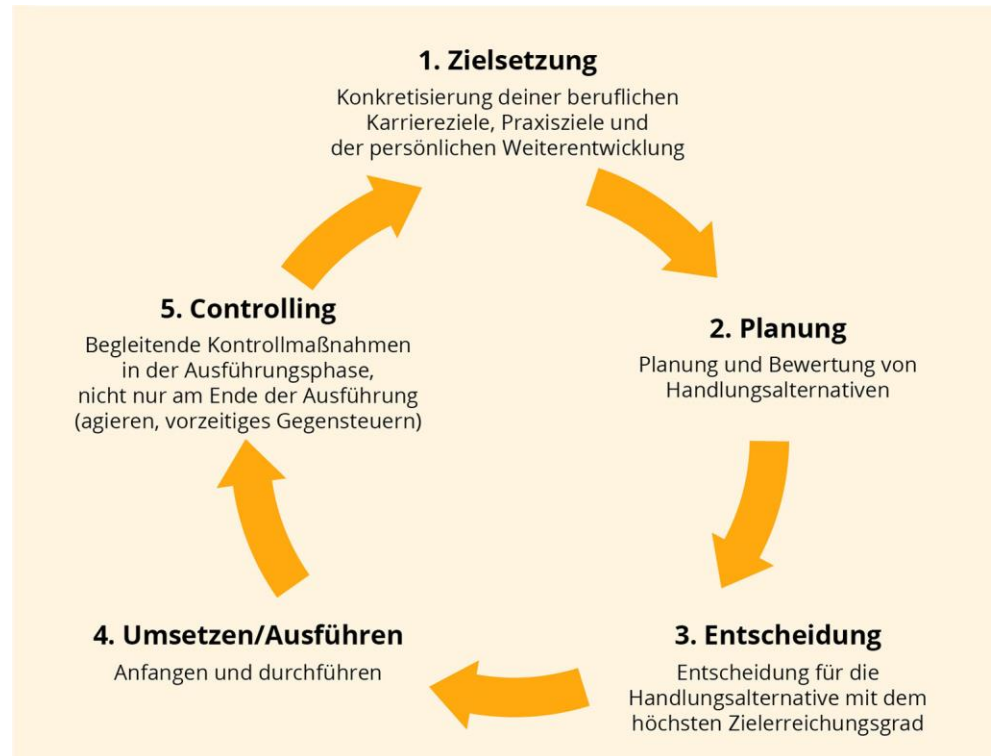 1. Zielsetzung
Konkretisierung deiner beruflichen
Karriereziele, Praxisziele und
der persönlichen Weiterentwicklung
2. Planung
Planung und Bewertung von
Handlungsalternativen
3. Entscheidung
Entscheidung für die
Handlungsalternative mit dem
höchsten Zielerreichungsgrad
4. Umsetzen/Ausführen
Anfangen und durchführen
5. Controlling
Begleitende Kontrollmaßnahmen
in der Ausführungsphase,
nicht nur am Ende der Ausführung
(agieren, vorzeitiges Gegensteuern)